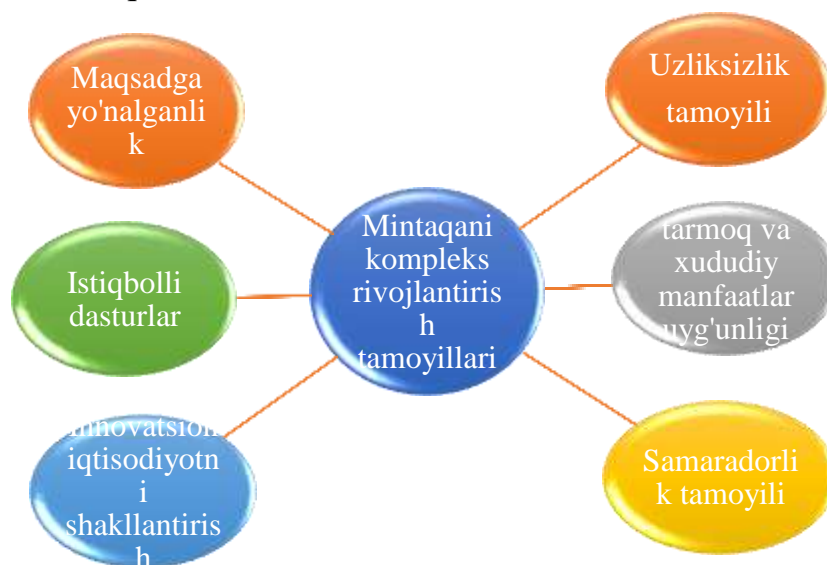 Maqsadga
yo'nalganli
k
Uzliksizlik
tamoyili
Mintaqani
kompleks
rivojlantiris
h
tamoyillari
Istiqbolli
dasturlar
tarmoq va
xududiy
manfaatlar
uyg'unligi
innovatsion
iqtisodiyotn
i
shakllantiris
h
Samaradorli
k tamoyili